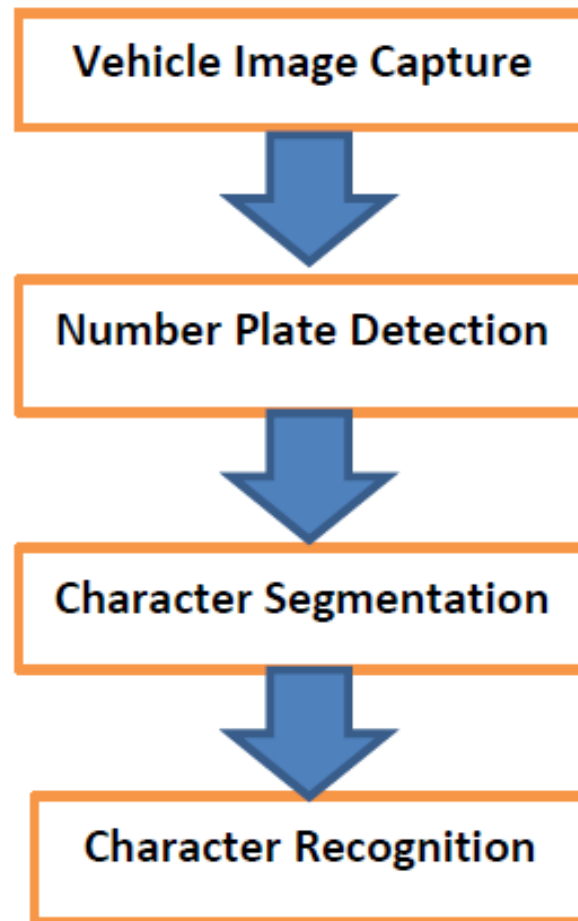 Vehicle Image Capture
Number Plate Detection
Character Segmentation
Character Recognition